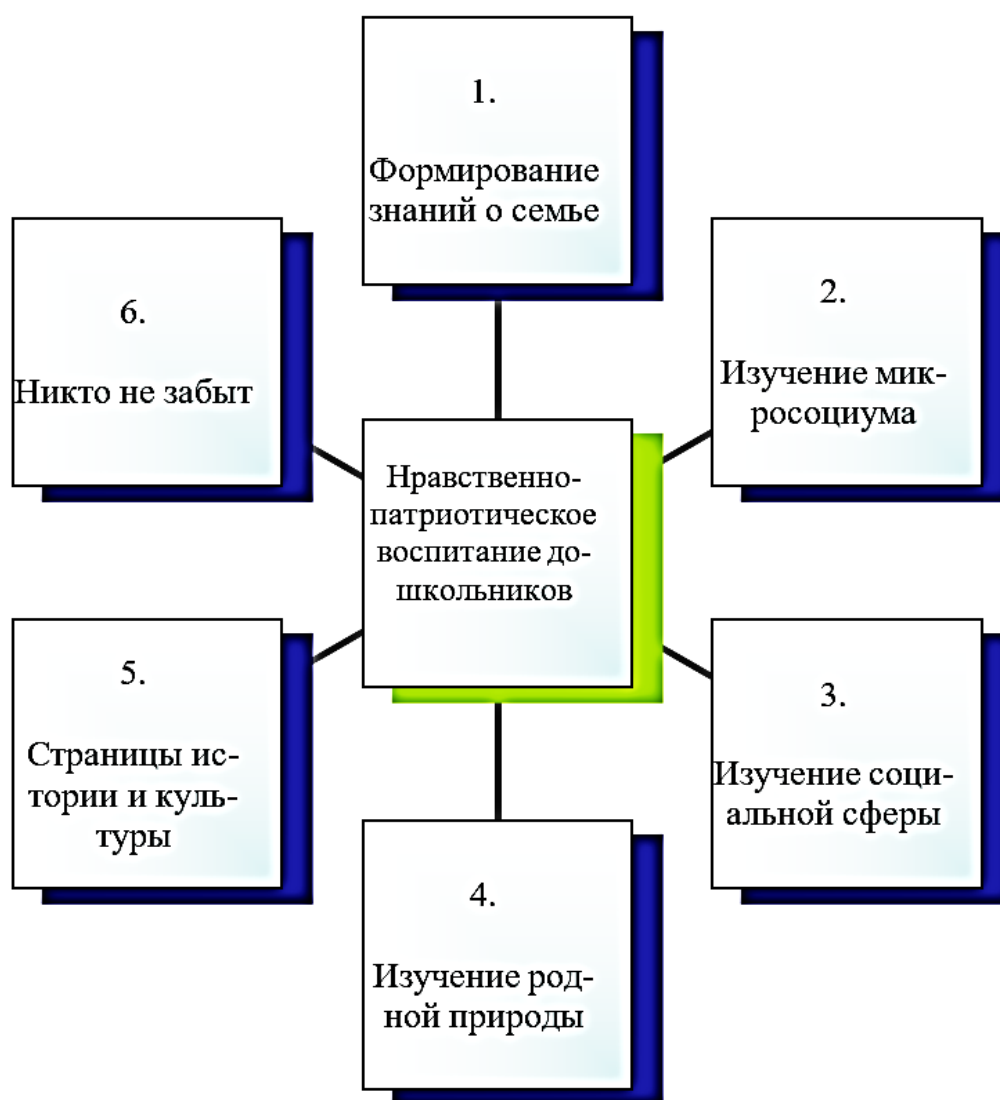 1.
Формирование
знаний о семье
2.
Изучение мик-
росоциума
3.
Изучение соци-
альной сферы
4.
Изучение род-
ной природы
5.
Страницы ис-
тории и куль-
туры
6.
Никто не забыт
Нравственно-
патриотическое
воспитание до-
школьников